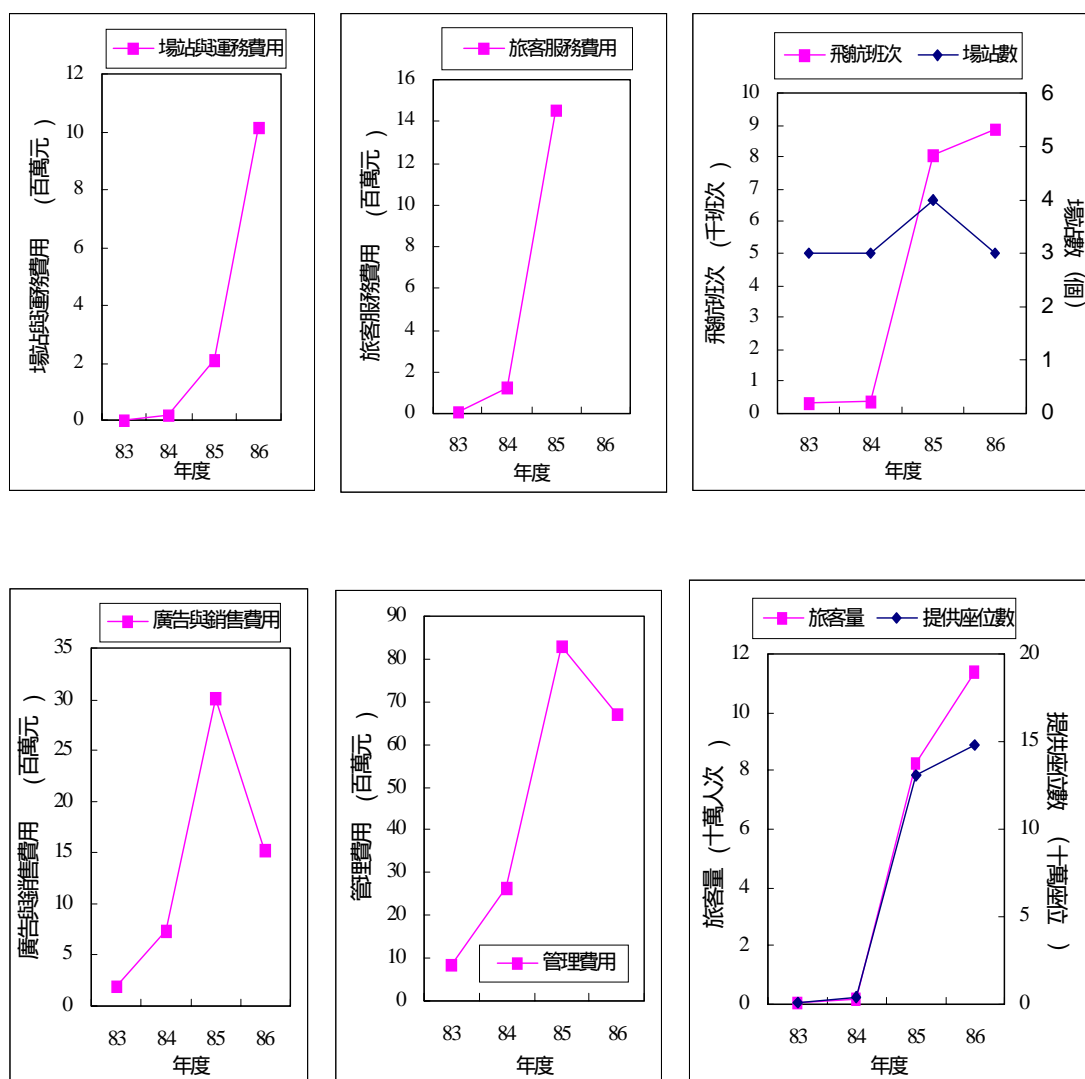 場站與運務費用
12
10
8
6
4
2
0
場站與運務費用 (百萬元)
83 84 85 86
年度
旅客服務費用
16
14
12
10
8
6
4
2
0
旅客服務費用 (百萬元)
83 84 85 86
年度
飛航班次 場站數
10
9
8
7
6
5
4
3
2
1
0
飛航班次 (千班次)
6
5
4
3
2
1
0
場站數 (個)
83 84 85 86
年度
廣告與銷售費用
35
30
25
20
15
10
5
0
廣告與銷售費用 (百萬元)
83 84 85 86
年度
90
80
70
60
50
40
30
20
10
0
管理費用 (百萬元)
管理費用
83 84 85 86
年度
旅客量 提供座位數
12
10
8
6
4
2
0
旅客量 (十萬人次)
20
15
10
5
0
提供座位數 (十萬座位)
83 84 85 86
年度